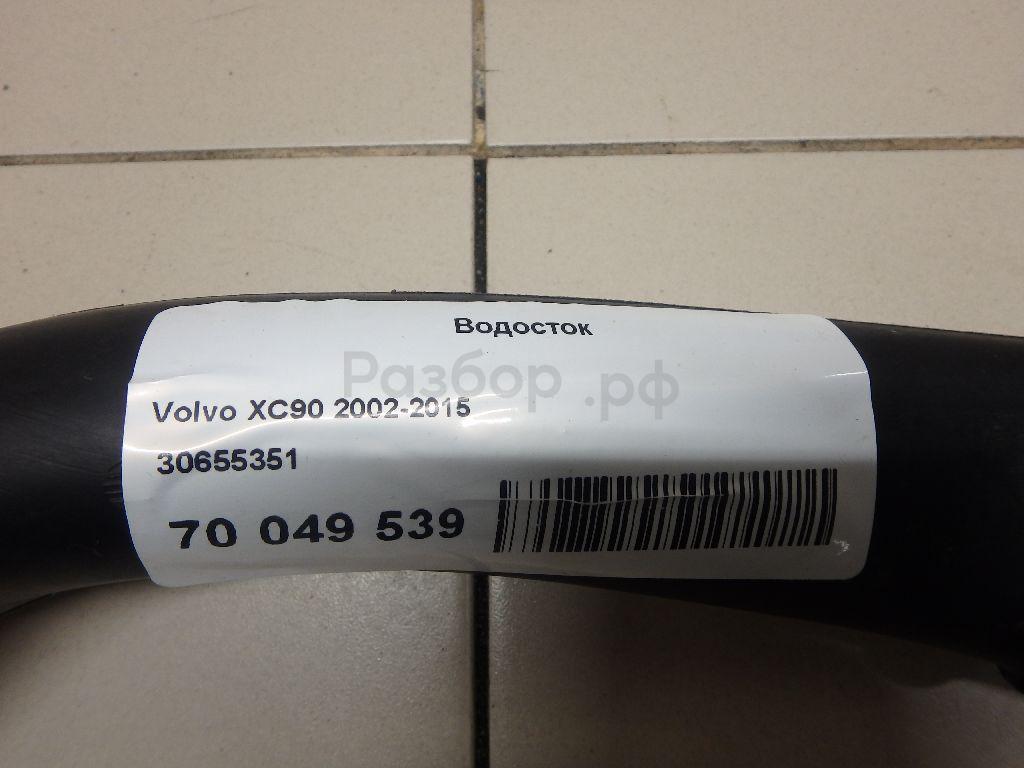 Водосток
Разбор.рф
Volvo XC90 2002-2015
30655351
70 049 539